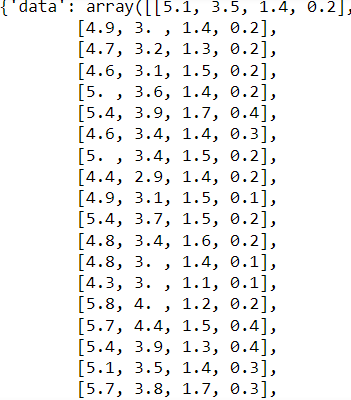 {'data': array([[5.1, 3.5, 1.4, 0.2],
[4.9, 3. , 1.4, 0.2],
[4.7, 3.2, 1.3, 0.2],
[4.6, 3.1, 1.5, 0.2],
[5. , 3.6, 1.4, 0.2],
[5.4, 3.9, 1.7, 0.4],
[4.6, 3.4, 1.4, 0.3],
[5. , 3.4, 1.5, 0.2],
[4.4, 2.9, 1.4, 0.2],
[4.9, 3.1, 1.5, 0.1],
[5.4, 3.7, 1.5, 0.2],
[4.8, 3.4, 1.6, 0.2],
[4.8, 3. , 1.4, 0.1],
[4.3, 3. , 1.1, 0.1],
[5.8, 4. , 1.2, 0.2],
[5.7, 4.4, 1.5, 0.4],
[5.4, 3.9, 1.3, 0.4],
[5.1, 3.5, 1.4, 0.3],
[5.7, 3.8, 1.7, 0.3],